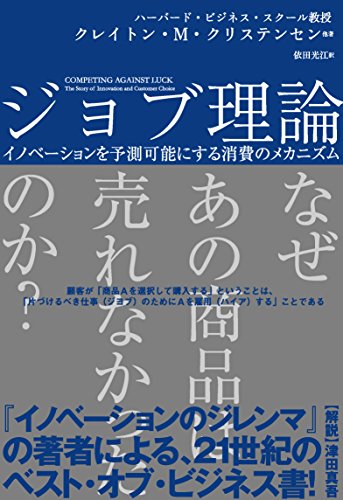 ハーバード・ビジネス・スクール教授
クレイトン・M・クリステンセン 他著
依田光江 訳
COMPETING AGAINST LUCK
The Story of Innovation and Customer Choice
ジョブ理論
イノベーションを予測可能にする消費のメカニズム
なぜ
あの商品は
売れなかった
のか?
顧客が「商品Aを選択して購入する」ということは、
「片づけるべき仕事(ジョブ)のためにAを雇用(ハイア)する」ことである
『イノベーションのジレンマ』
の著者による、21世紀の
ベスト・オブ・ビジネス書!
【解説】津田真吾